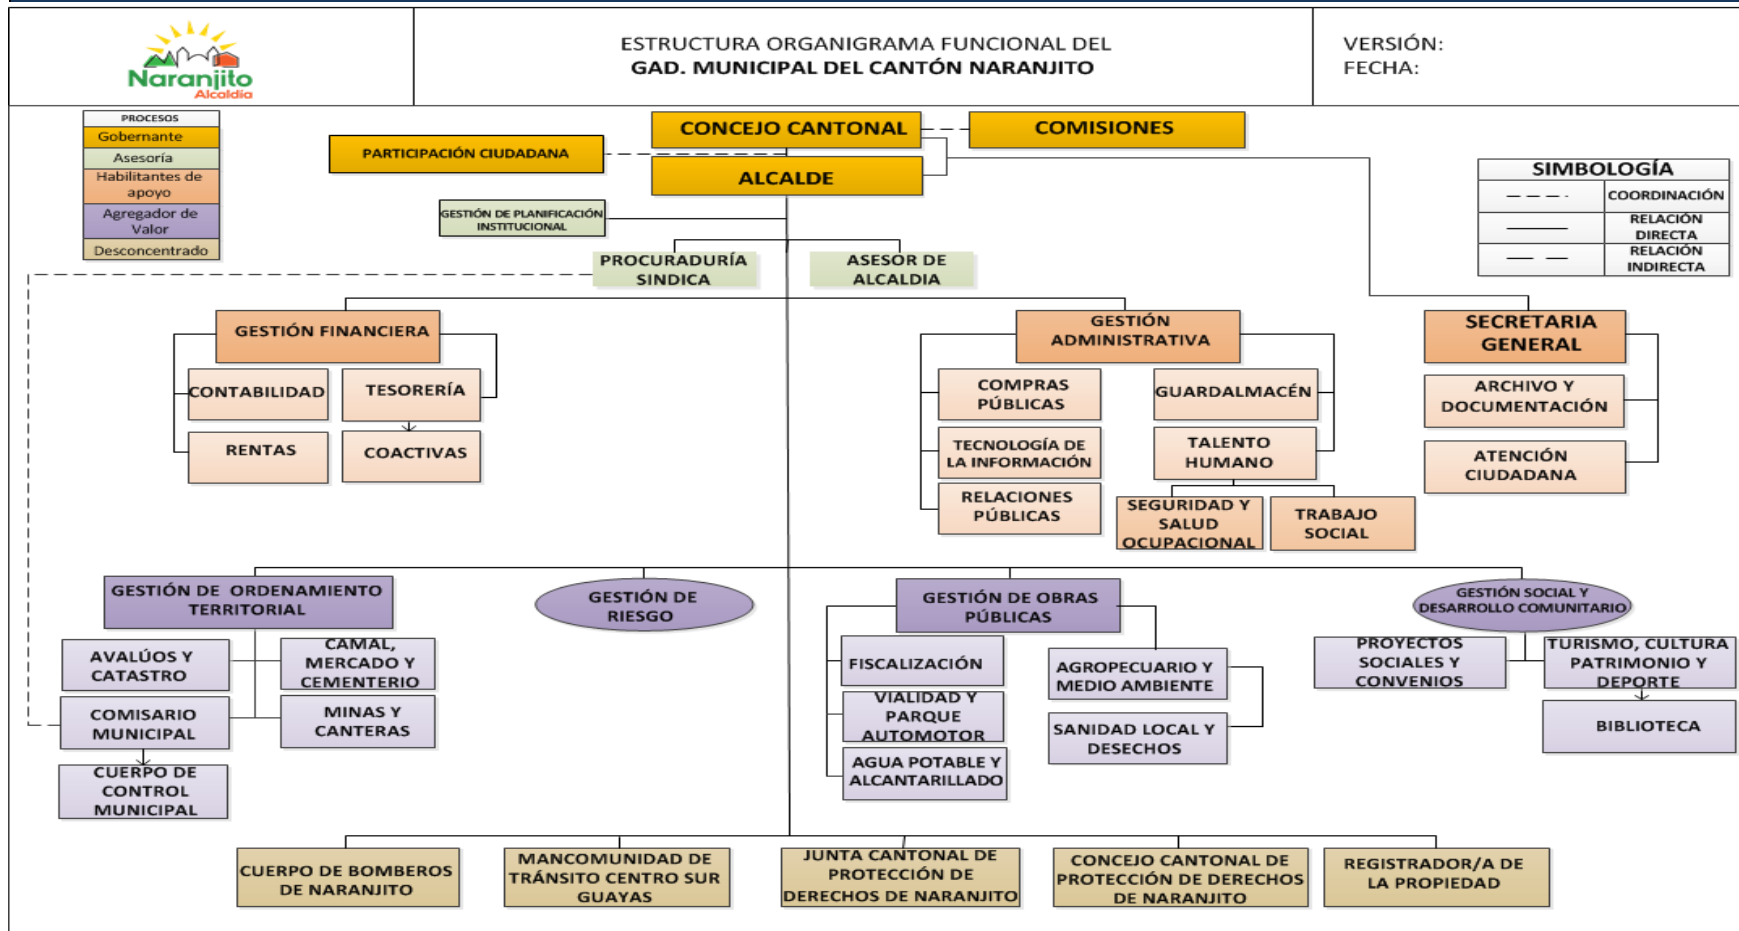 Naranjito
Alcaldía
ESTRUCTURA ORGANIGRAMA FUNCIONAL DEL
GAD. MUNICIPAL DEL CANTÓN NARANJITO
VERSIÓN:
FECHA:
PROCESOS
Gobernante
Asesoría
Habilitantes de
apoyo
Agregador de
Valor
Desconcentrado
CONCEJO CANTONAL
COMISIONES
PARTICIPACIÓN CIUDADANA
ALCALDE
SIMBOLOGÍA
COORDINACIÓN
RELACIÓN
DIRECTA
RELACIÓN
INDIRECTA
GESTIÓN DE PLANIFICACIÓN
INSTITUCIONAL
PROCURADURÍA
SINDICA
ASESOR DE
ALCALDIA
GESTIÓN FINANCIERA
CONTABILIDAD
TESORERÍA
RENTAS
COACTIVAS
GESTIÓN
ADMINISTRATIVA
COMPRAS
PÚBLICAS
GUARDALMACÉN
TECNOLOGÍA DE
LA INFORMACIÓN
TALENTO
HUMANO
RELACIONES
PÚBLICAS
SEGURIDAD Y
SALUD
OCUPACIONAL
TRABAJO
SOCIAL
SECRETARIA
GENERAL
ARCHIVO Y
DOCUMENTACIÓN
ATENCIÓN
CIUDADANA
GESTIÓN DE ORDENAMIENTO
TERRITORIAL
AVALÚOS Y
CATASTRO
CAMAL,
MERCADO Y
CEMENTERIO
COMISARIO
MUNICIPAL
MINAS Y
CANTERAS
CUERPO DE
CONTROL
MUNICIPAL
GESTIÓN DE
RIESGO
GESTIÓN DE OBRAS
PÚBLICAS
FISCALIZACIÓN
AGROPECUARIO Y
MEDIO AMBIENTE
VIALIDAD Y
PARQUE
AUTOMOTOR
SANIDAD LOCAL Y
DESECHOS
AGUA POTABLE Y
ALCANTARILLADO
GESTIÓN SOCIAL Y
DESARROLLO COMUNITARIO
PROYECTOS
SOCIALES Y
CONVENIOS
TURISMO, CULTURA
PATRIMONIO Y
DEPORTE
BIBLIOTECA
CUERPO DE BOMBEROS
DE NARANJITO
MANCOMUNIDAD DE
TRÁNSITO CENTRO SUR
GUAYAS
JUNTA CANTONAL DE
PROTECCIÓN DE
DERECHOS DE NARANJITO
CONCEJO CANTONAL DE
PROTECCIÓN DE DERECHOS
DE NARANJITO
REGISTRADOR/A DE
LA PROPIEDAD